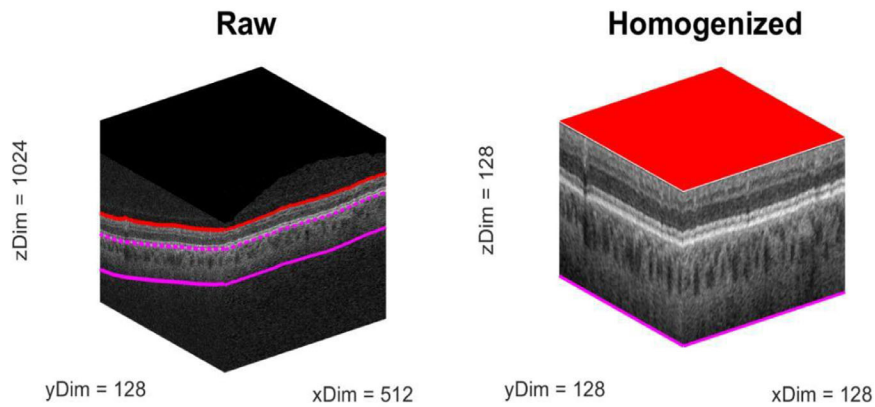 Raw
Homogenized
zDim = 1024
zDim = 128
yDim = 128
xDim = 512
yDim = 128
xDim = 128